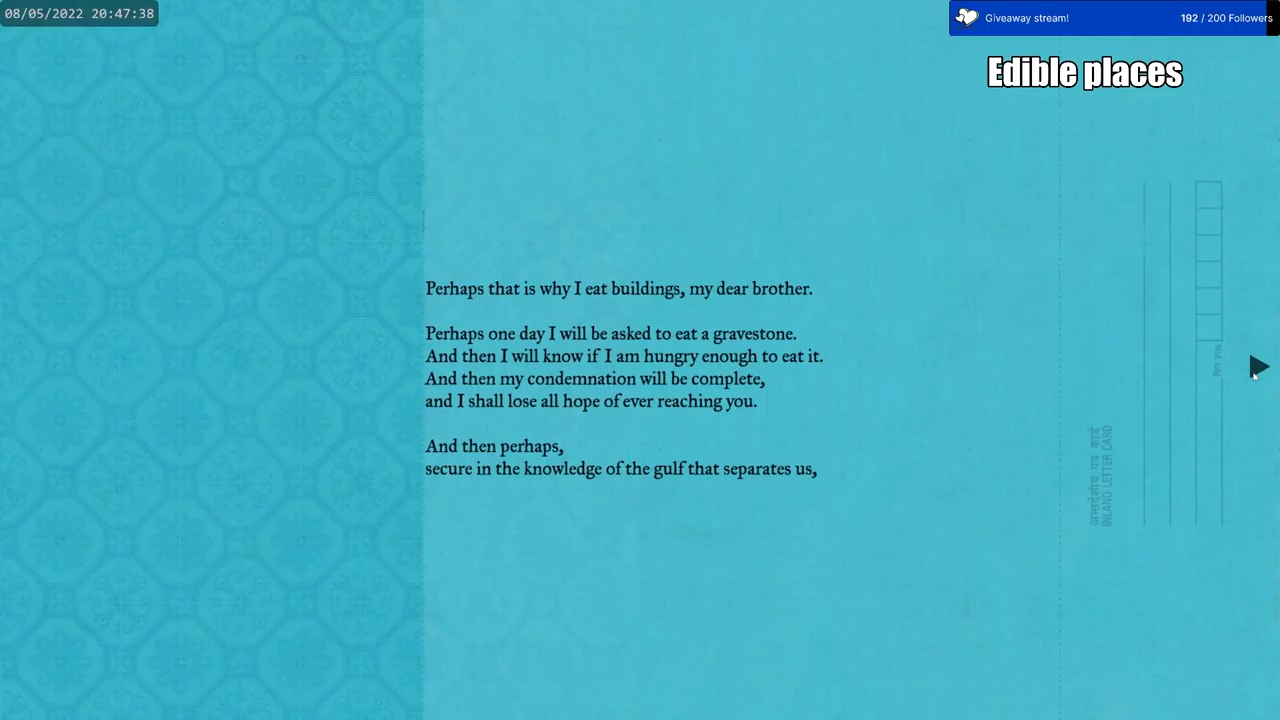 08/05/2022 20:47:38
Giveaway stream! 192 / 200 Followers
Edible places
Perhaps that is why I eat buildings, my dear brother.
Perhaps one day I will be asked to eat a gravestone.
And then I will know if I am hungry enough to eat it.
And then my condemnation will be complete,
and I shall lose all hope of ever reaching you.
And then perhaps,
secure in the knowledge of the gulf that separates us,
अन्तर्देशीय पत्र कार्ड
INLAND LETTER CARD